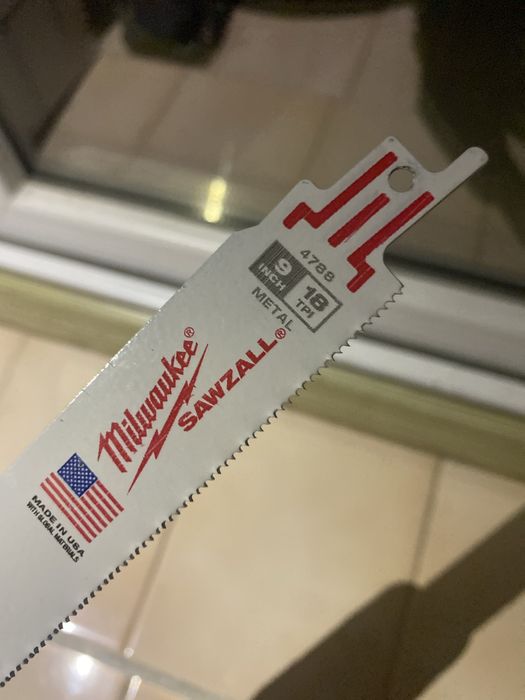 4788
9 INCH
18 TPI
METAL
Milwaukee®
SAWZALL®
MADE IN USA
WITH GLOBAL MATERIALS